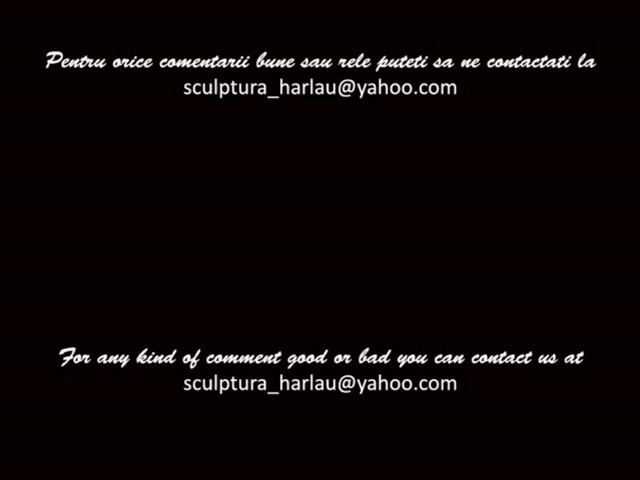 Pentru orice comentarii bune sau rele puteti sa ne contactati la
sculptura_harlau@yahoo.com
For any kind of comment good or bad you can contact us at
sculptura_harlau@yahoo.com